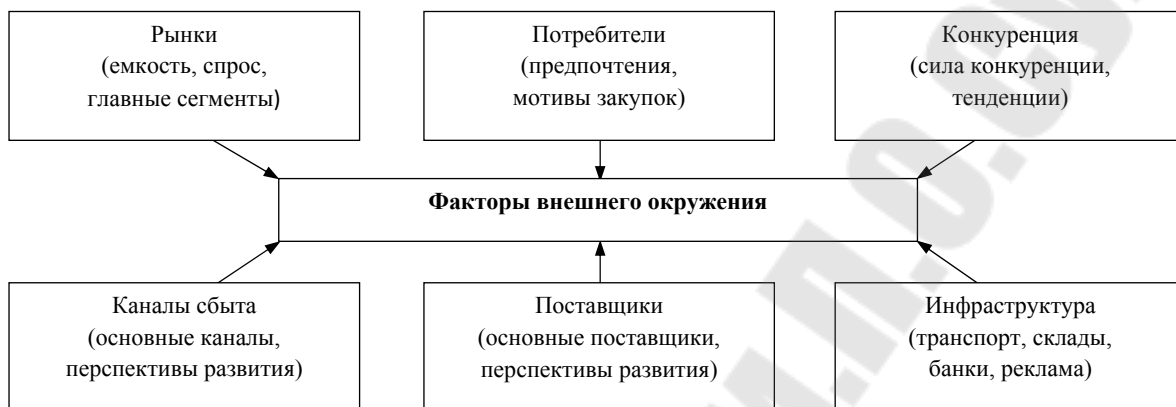 Рынки
(емкость, спрос,
главные сегменты)
Потребители
(предпочтения,
мотивы закупок)
Конкуренция
(сила конкуренции,
тенденции)
Факторы внешнего окружения
Каналы сбыта
(основные каналы,
перспективы развития)
Поставщики
(основные поставщики,
перспективы развития)
Инфраструктура
(транспорт, склады,
банки, реклама)